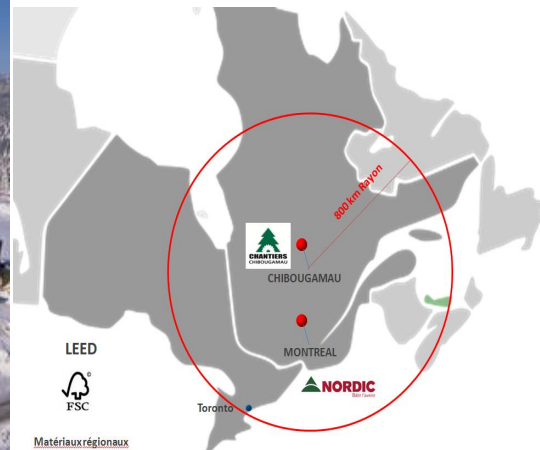 800 km Rayon
CHANTIERS
CHIBOUGAMAU
CHIBOUGAMAU
LEED
MONTREAL
FSC
NORDIC
Toronto
Matériaux régionaux